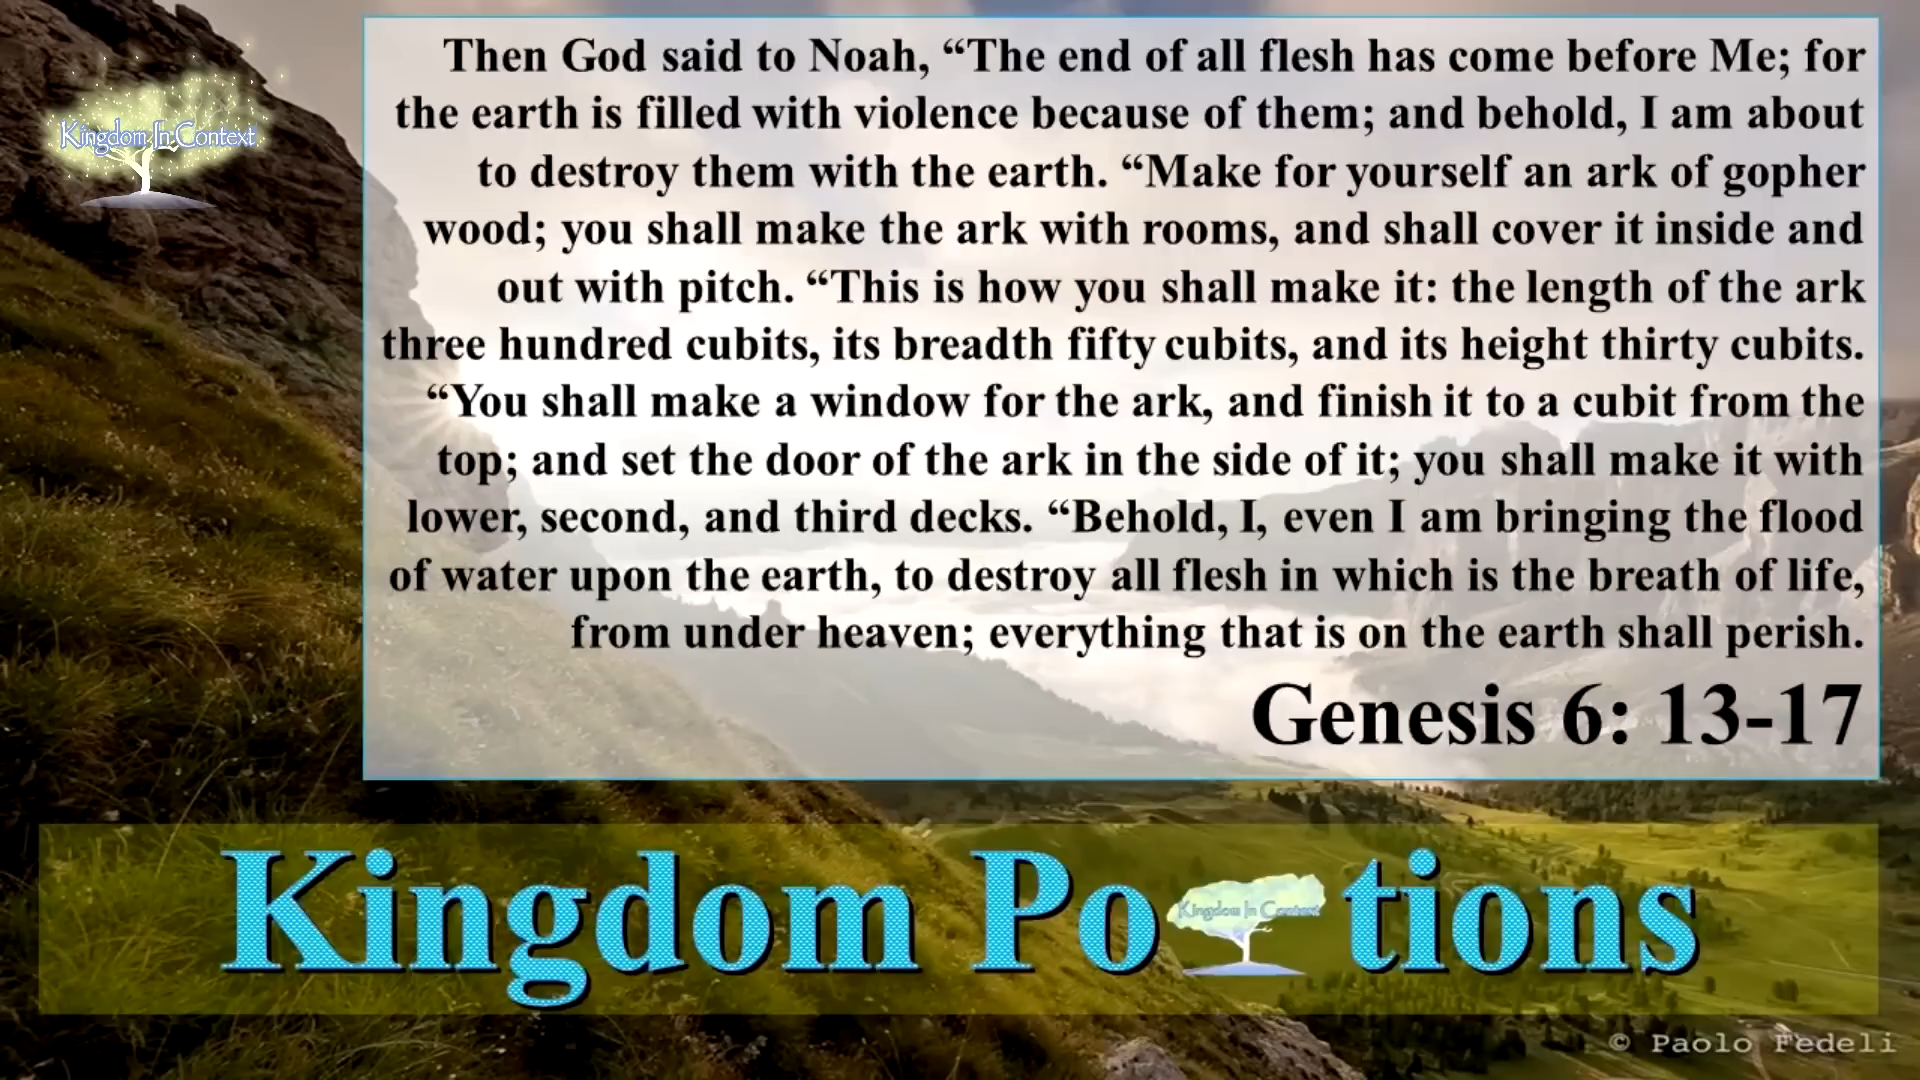 Kingdom In Context
Then God said to Noah, “The end of all flesh has come before Me; for
the earth is filled with violence because of them; and behold, I am about
to destroy them with the earth. “Make for yourself an ark of gopher
wood; you shall make the ark with rooms, and shall cover it inside and
out with pitch. “This is how you shall make it: the length of the ark
three hundred cubits, its breadth fifty cubits, and its height thirty cubits.
“You shall make a window for the ark, and finish it to a cubit from the
top; and set the door of the ark in the side of it; you shall make it with
lower, second, and third decks. “Behold, I, even I am bringing the flood
of water upon the earth, to destroy all flesh in which is the breath of life,
from under heaven; everything that is on the earth shall perish.
Genesis 6: 13-17
Kingdom Po tions
Kingdom In Context
© Paolo Fedeli